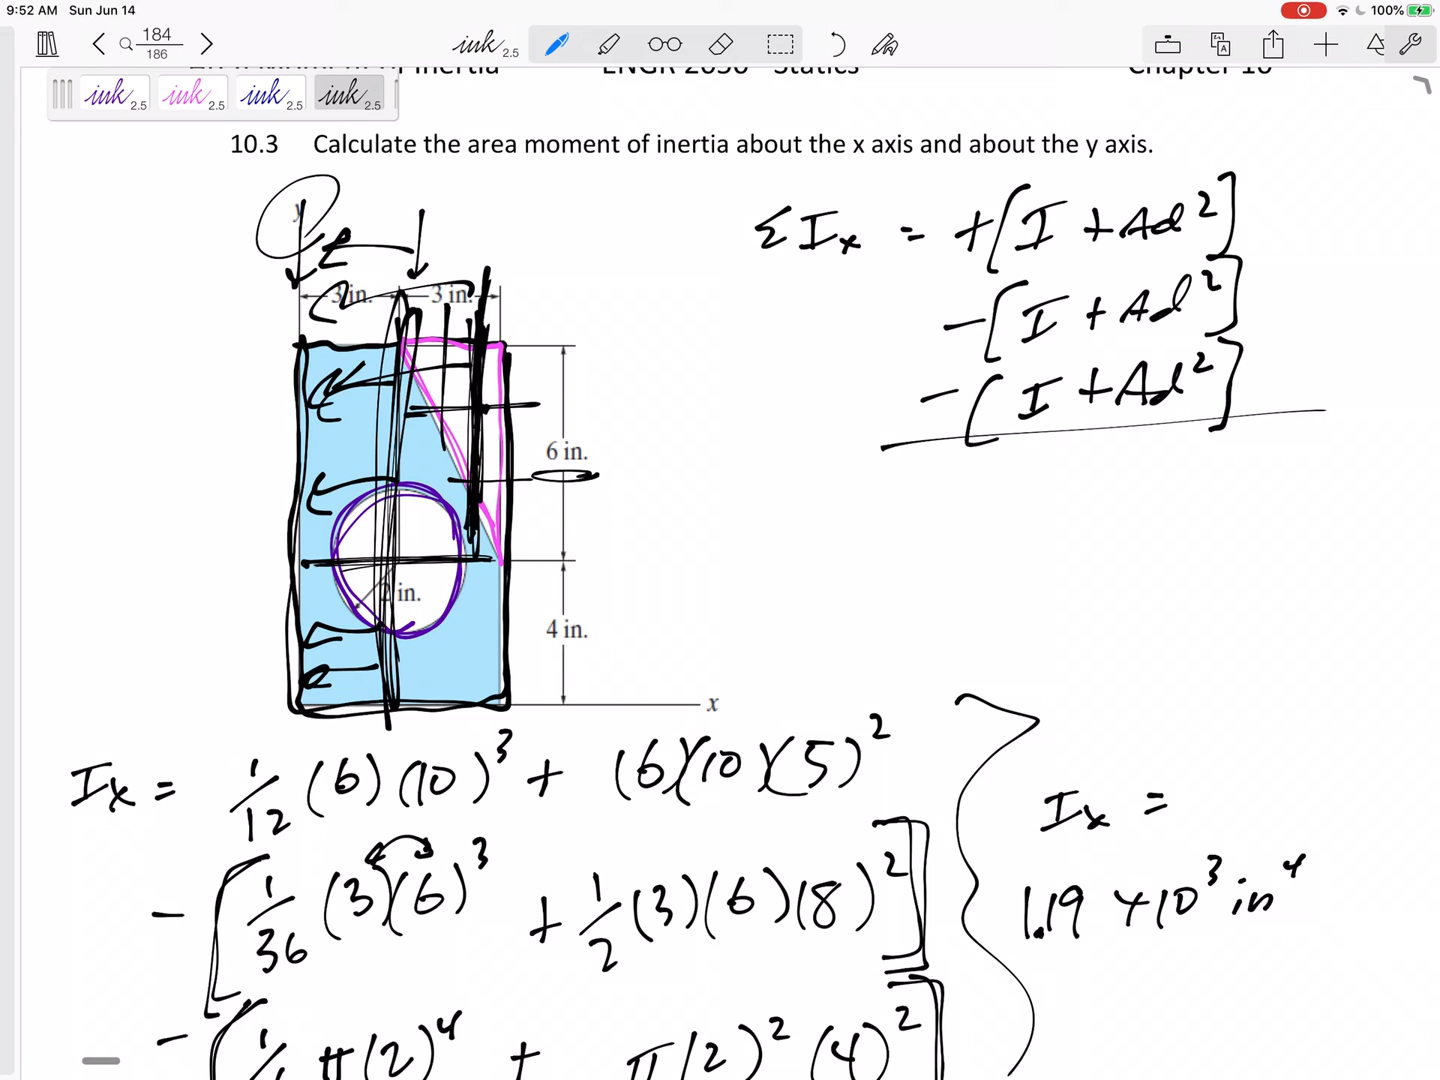 9:52 AM Sun Jun 14
100%
184
186
ink 2.5
ENGR 2030 Statics
Chapter 10
ink 2.5 ink 2.5 ink 2.5 ink 2.5
10.3 Calculate the area moment of inertia about the x axis and about the y axis.
ΣIx = +[I + Ad²]
-[I + Ad²]
-[I + Ad²]
y
3 in. 3 in.
6 in.
2 in.
4 in.
x
Ix = 1/12 (6)(10)³ + (6)(10)(5)²
- [1/36 (3)(6)³ + 1/2 (3)(6)(8)²]
π(2)⁴ + π(2)² (4)²
Ix =
1.19 x10³ in⁴